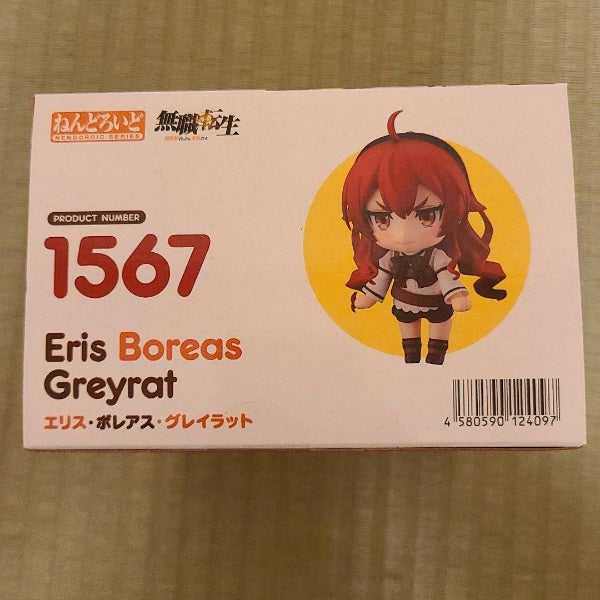 ねんどろいど
NENDOROID-SERIES
無職転生
PRODUCT NUMBER
1567
Eris Boreas
Greyrat
エリス・ボレアス・グレイラット
4 580590 124097